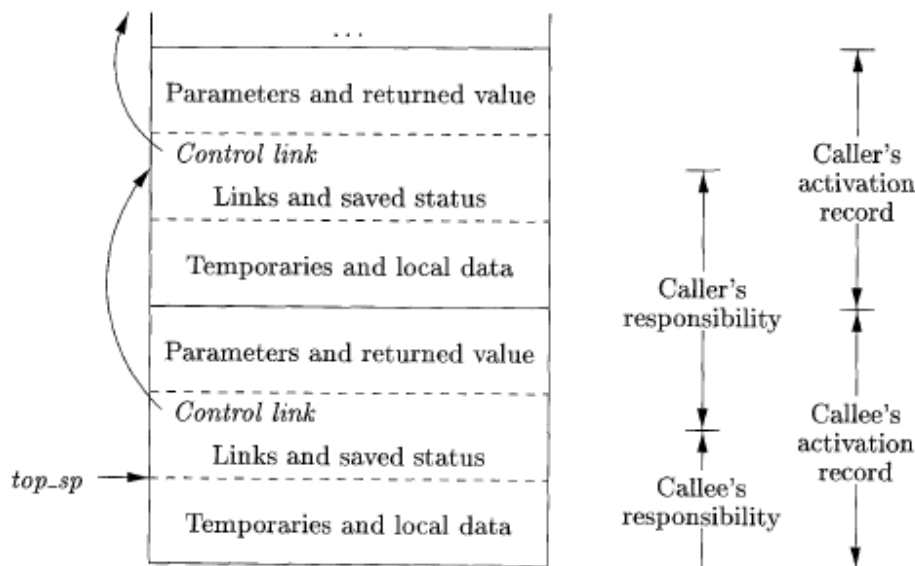 ...
Parameters and returned value
Control link
Links and saved status
Temporaries and local data
Parameters and returned value
Control link
Links and saved status
top_sp
Temporaries and local data
Caller's
responsibility
Callee's
responsibility
Caller's
activation
record
Callee's
activation
record